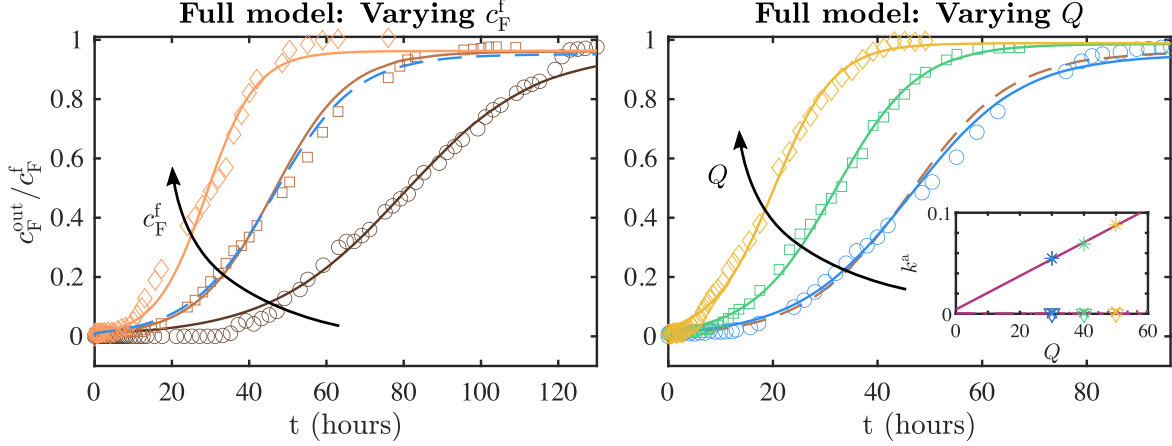 Full model: Varying c_F^f
1
0.8
0.6
0.4
0.2
0
c_F^out/c_F^f
c_F^f
0 20 40 60 80 100 120
t (hours)
Full model: Varying Q
1
0.8
0.6
0.4
0.2
0
Q
0.1
0
k^a
0 20 40 60
Q
0 20 40 60 80
t (hours)